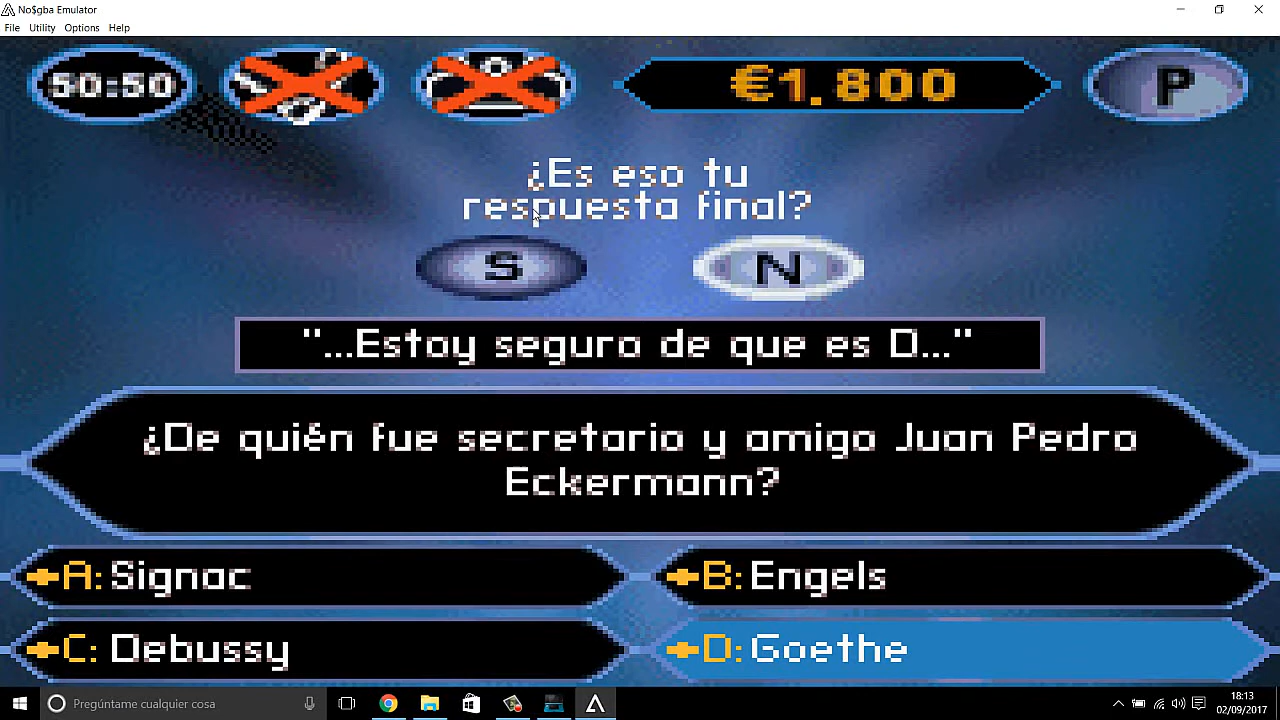 No$gba Emulator
File Utility Options Help
50:50
€1.800
P
¿Es eso tu
respuesta final?
S N
"...Estoy segura de que es D..."
¿De quién fue secretario y amigo Juan Pedro
Eckermann?
A: Signac
B: Engels
C: Debussy
D: Goethe
Pregúntame cualquier cosa
18:13
02/09/2017